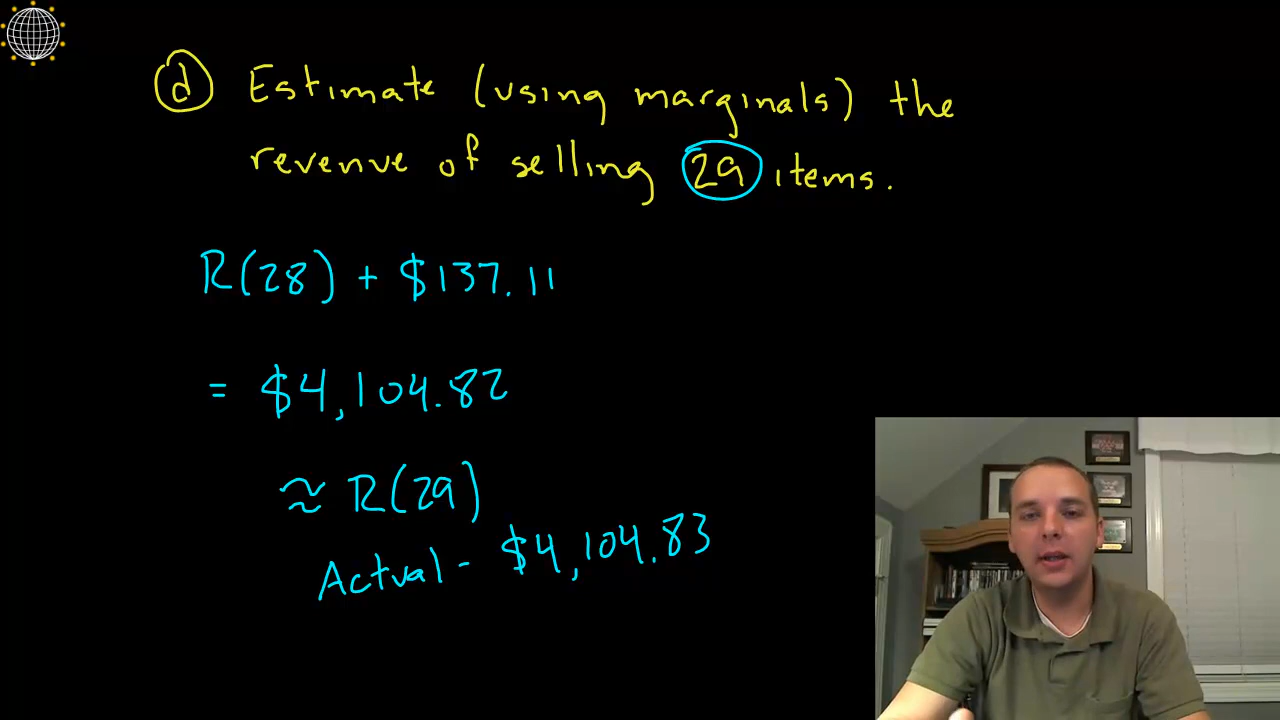 d Estimate (using marginals) the
revenue of selling 29 items.
R(28) + $137.11
= $4,104.82
≈ R(29)
Actual - $4,104.83